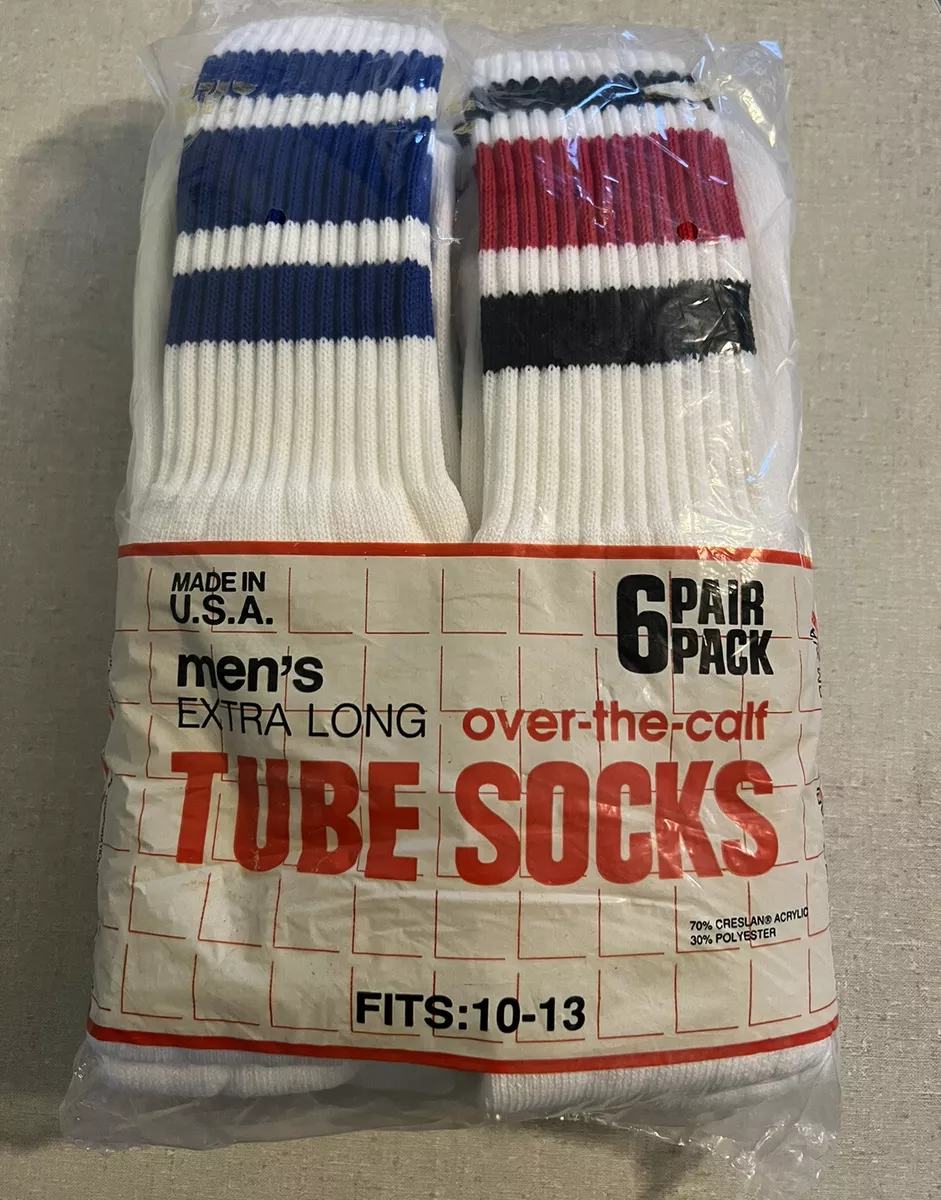 MADE IN
U.S.A.
6 PAIR
PACK
men's
EXTRA LONG over-the-calf
TUBE SOCKS
70% CRESLAN® ACRYLIC
30% POLYESTER
FITS:10-13